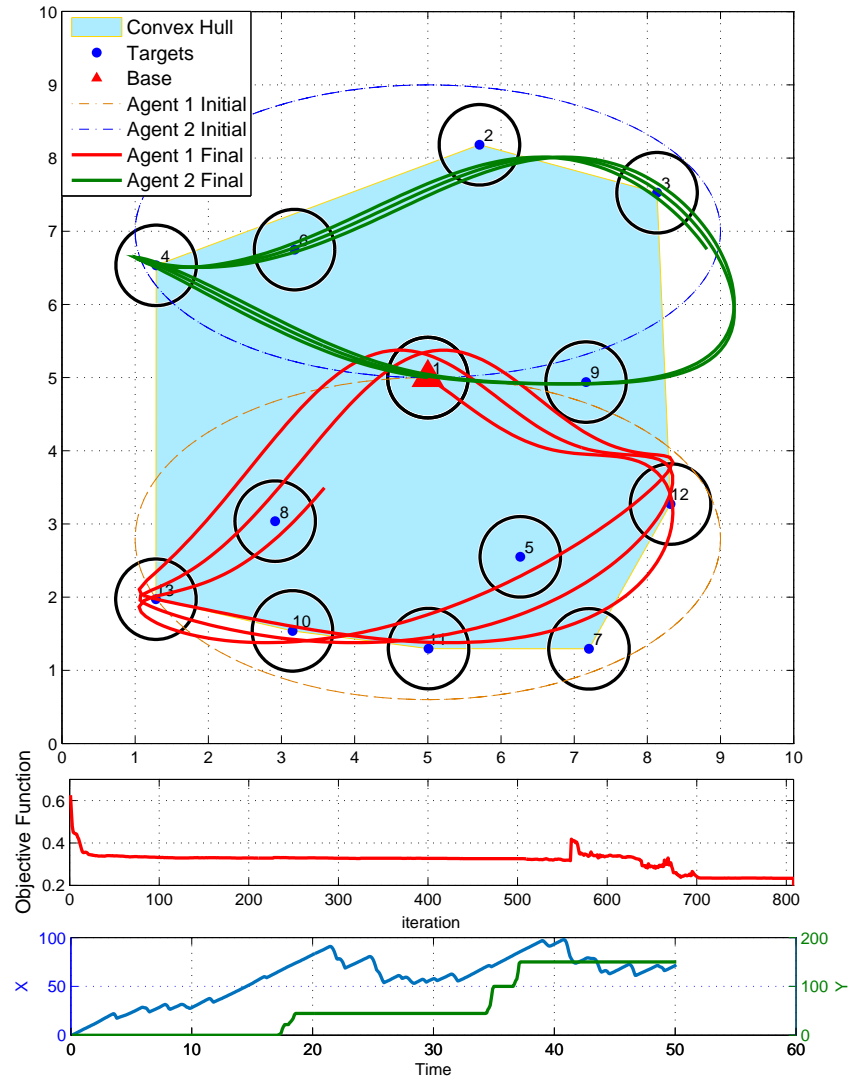 10
9
8
7
6
5
4
3
2
1
0
Convex Hull
Targets
Base
Agent 1 Initial
Agent 2 Initial
Agent 1 Final
Agent 2 Final
2
3
4
6
1
9
8
12
5
13
10
11
7
0 1 2 3 4 5 6 7 8 9 10
Objective Function
0.6
0.4
0.2
0 100 200 300 400 500 600 700 800
iteration
X
100
50
0
200
100
0
Y
0 10 20 30 40 50 60
Time